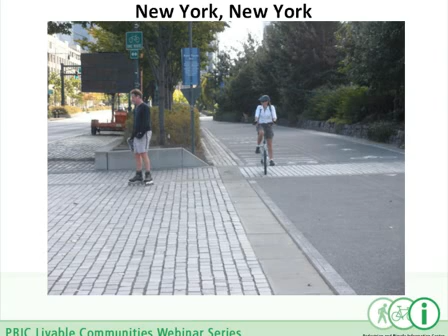 New York, New York
PBIC Livable Communities Webinar Series
i